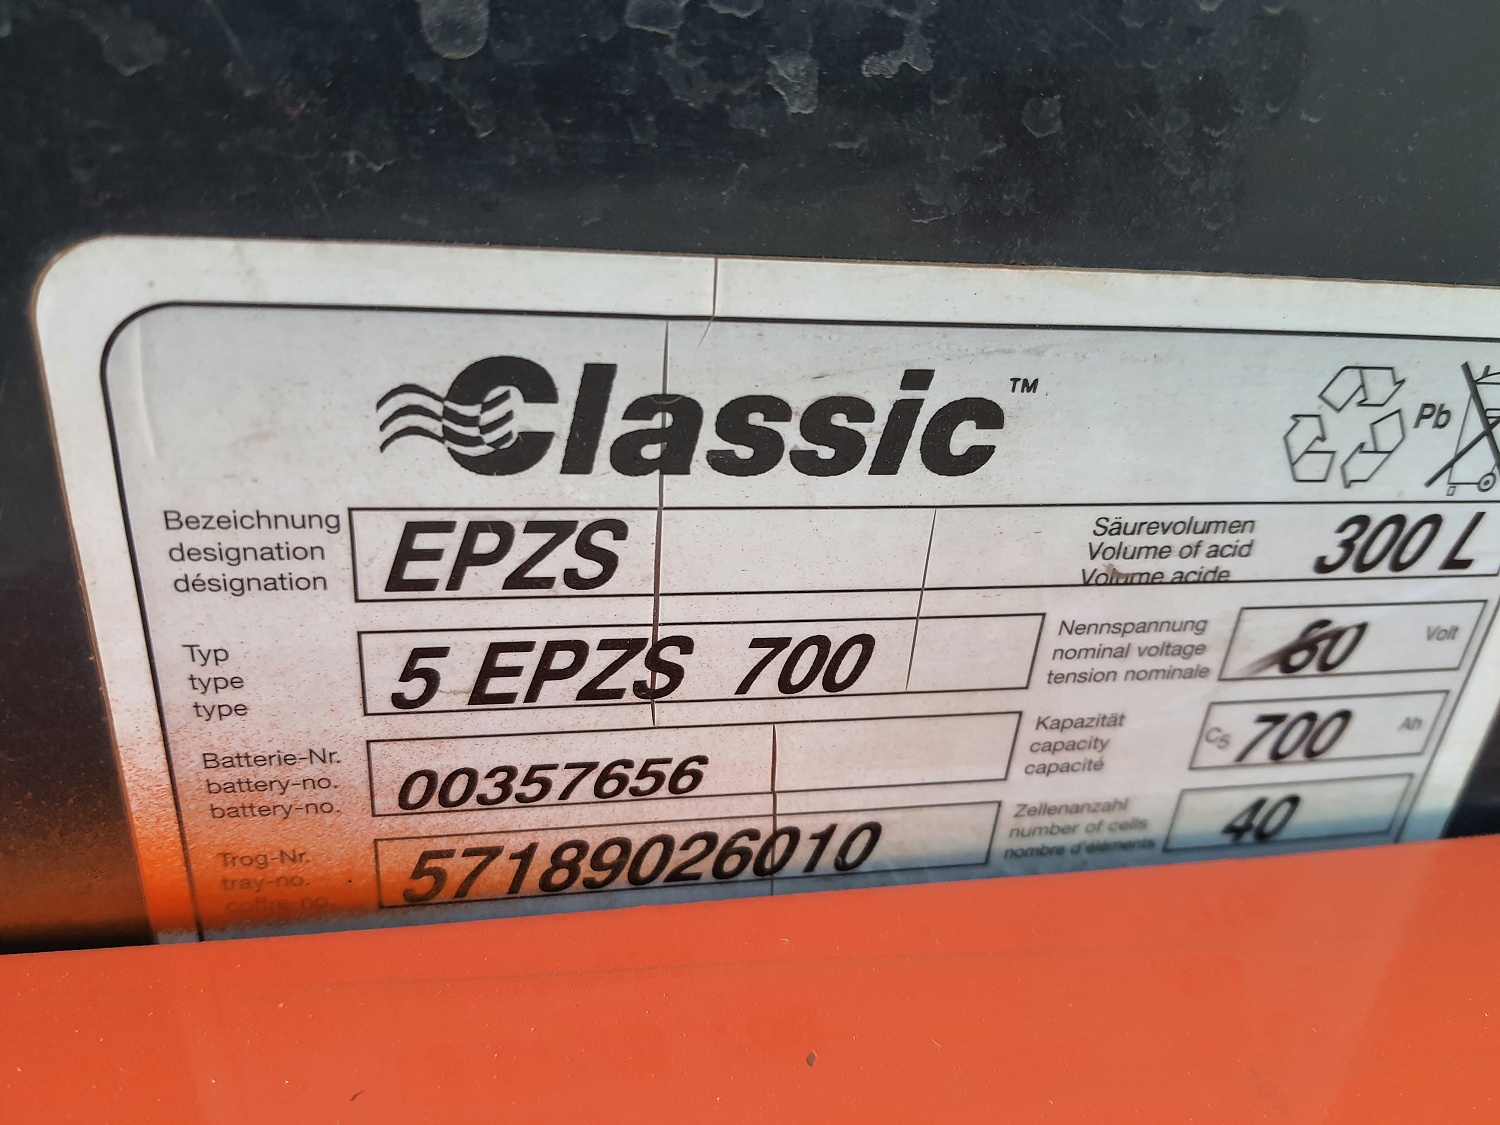 Classic™
Pb
Bezeichnung
designation
désignation
EPZS
Säurevolumen
Volume of acid
Volume acide
300 L
Typ
type
type
5 EPZS 700
Nennspannung
nominal voltage
tension nominale
Volt
Batterie-Nr.
battery-no.
battery-no.
00357656
Kapazität
capacity
capacité
C5 700 Ah
Trog-Nr.
tray-no.
coffre no.
57189026010
Zellenanzahl
number of cells
nombre d'éléments
40